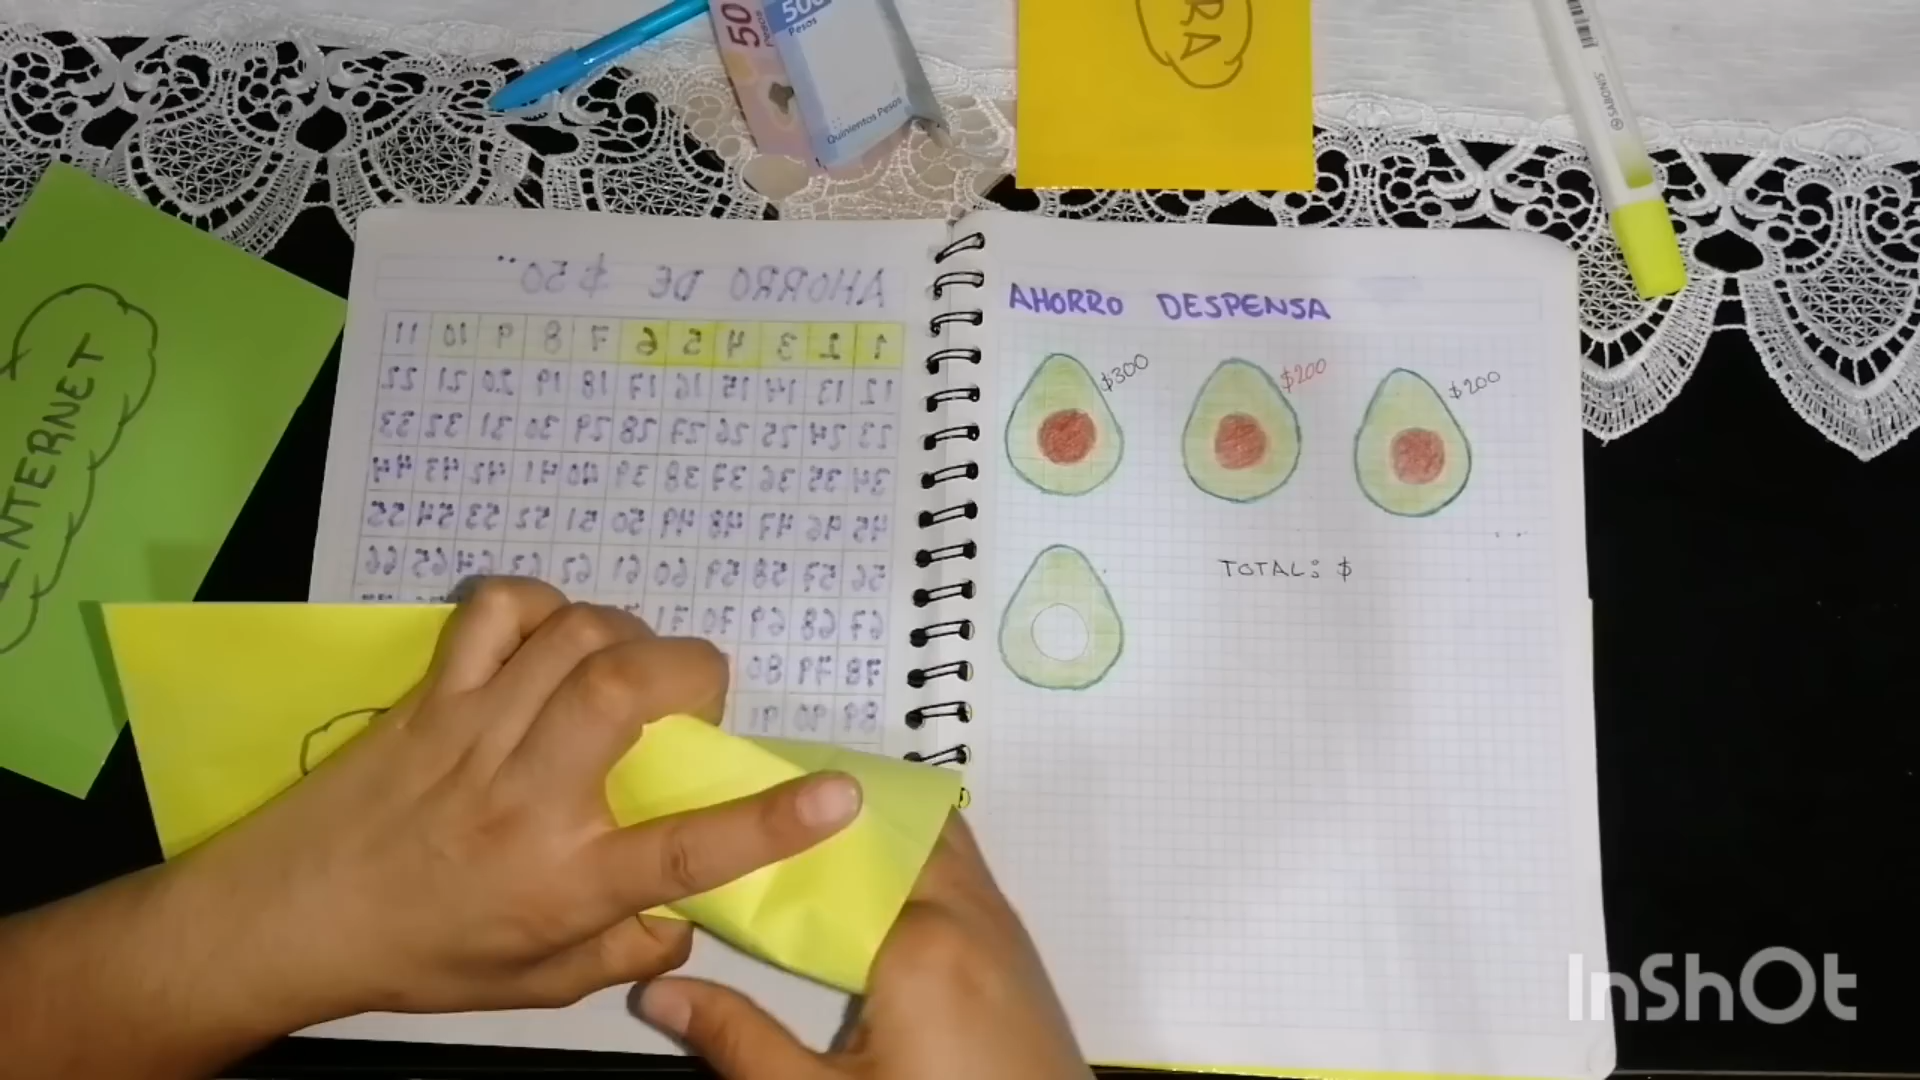 50
Pesos
500
Pesos
Quinientos Pesos
RA
SABONIS
INTERNET
AHORRO DE $50..
1 2 3 4 5 6 7 8 9 10 11
12 13 14 15 16 17 18 19 20 21 22
23 24 25 26 27 28 29 30 31 32 33
34 35 36 37 38 39 40 41 42 43 44
45 46 47 48 49 50 51 52 53 54 55
56 57 58 59 60 61 62 63 64 65 66
67 68 69 70 71
78 79 80
89 90 91
AHORRO DESPENSA
$300
$200
$200
TOTAL: $
InShOt